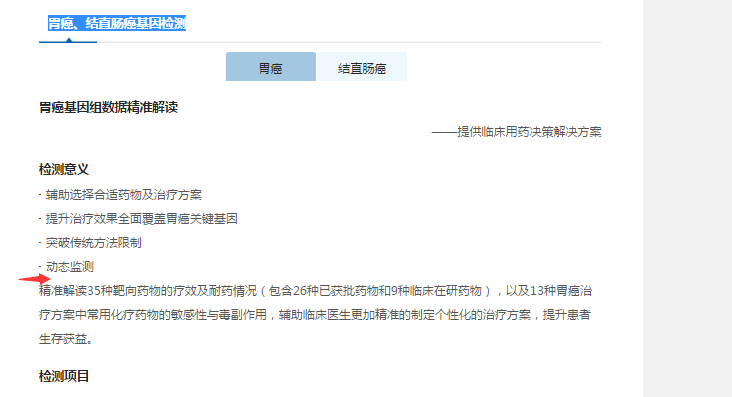 胃癌、结直肠癌基因检测
胃癌
结直肠癌
胃癌基因组数据精准解读
——提供临床用药决策解决方案
检测意义
· 辅助选择合适药物及治疗方案
· 提升治疗效果全面覆盖胃癌关键基因
· 突破传统方法限制
· 动态监测
精准解读35种靶向药物的疗效及耐药情况（包含26种已获批药物和9种临床在研药物），以及13种胃癌治
疗方案中常用化疗药物的敏感性与毒副作用，辅助临床医生更加精准的制定个性化的治疗方案，提升患者
生存获益。
检测项目